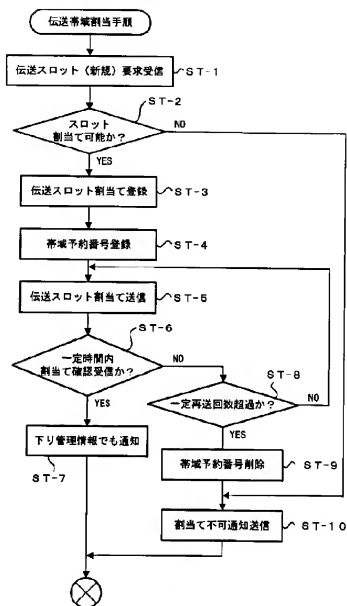 伝送帯域割当手順
伝送スロット（新規）要求受信
ST-1
ST-2
スロット
割当て可能か？
NO
YES
伝送スロット割当て登録
ST-3
帯域予約番号登録
ST-4
伝送スロット割当て送信
ST-5
ST-6
一定時間内
割当て確認受信か？
NO
ST-8
YES
一定再送回数超過か？
NO
YES
下り管理情報でも通知
ST-7
帯域予約番号削除
ST-9
割当て不可通知送信
ST-10